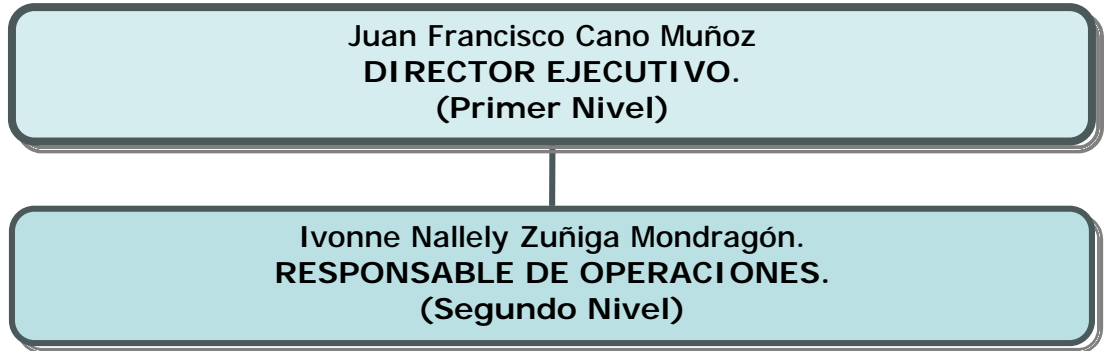 Juan Francisco Cano Muñoz
DIRECTOR EJECUTIVO.
(Primer Nivel)
Ivonne Nallely Zuñiga Mondragón.
RESPONSABLE DE OPERACIONES.
(Segundo Nivel)